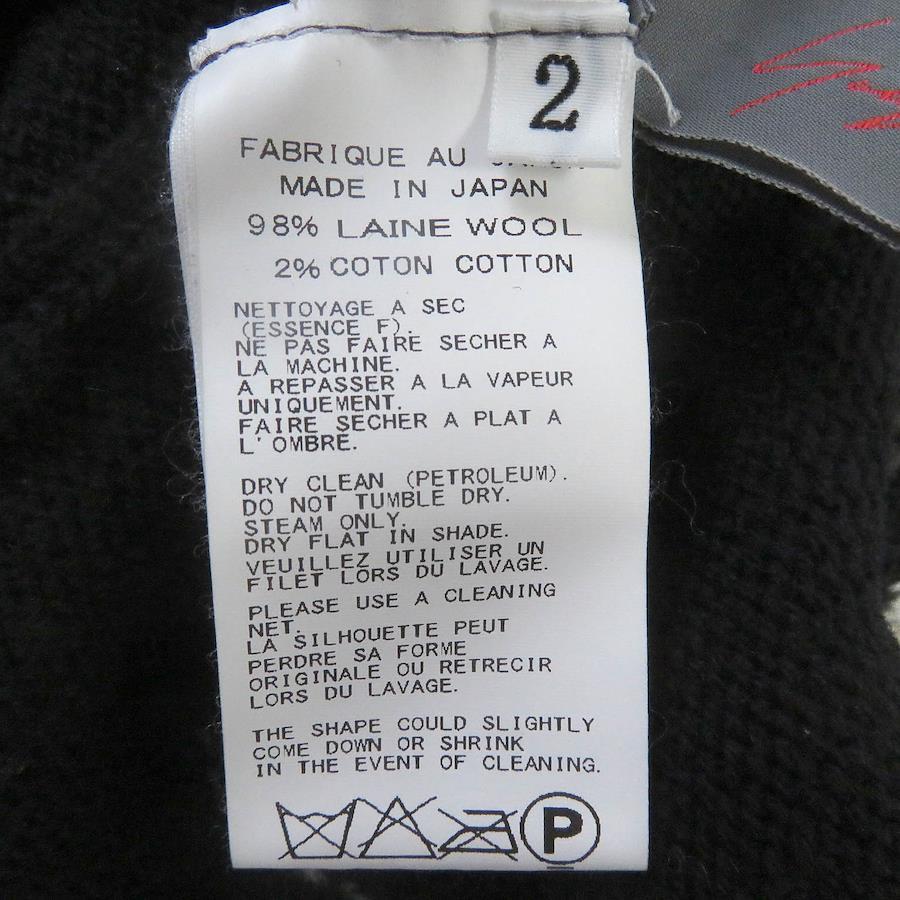 2
FABRIQUE AU
MADE IN JAPAN
98% LAINE WOOL
2% COTON COTTON
NETTOYAGE A SEC
(ESSENCE F).
NE PAS FAIRE SECHER A
LA MACHINE.
A REPASSER A LA VAPEUR
UNIQUEMENT.
FAIRE SECHER A PLAT A
L'OMBRE.
DRY CLEAN (PETROLEUM).
DO NOT TUMBLE DRY.
STEAM ONLY.
DRY FLAT IN SHADE.
VEUILLEZ UTILISER UN
FILET LORS DU LAVAGE.
PLEASE USE A CLEANING
NET.
LA SILHOUETTE PEUT
PERDRE SA FORME
ORIGINALE OU RETRECIR
LORS DU LAVAGE.
THE SHAPE COULD SLIGHTLY
COME DOWN OR SHRINK
IN THE EVENT OF CLEANING.
P